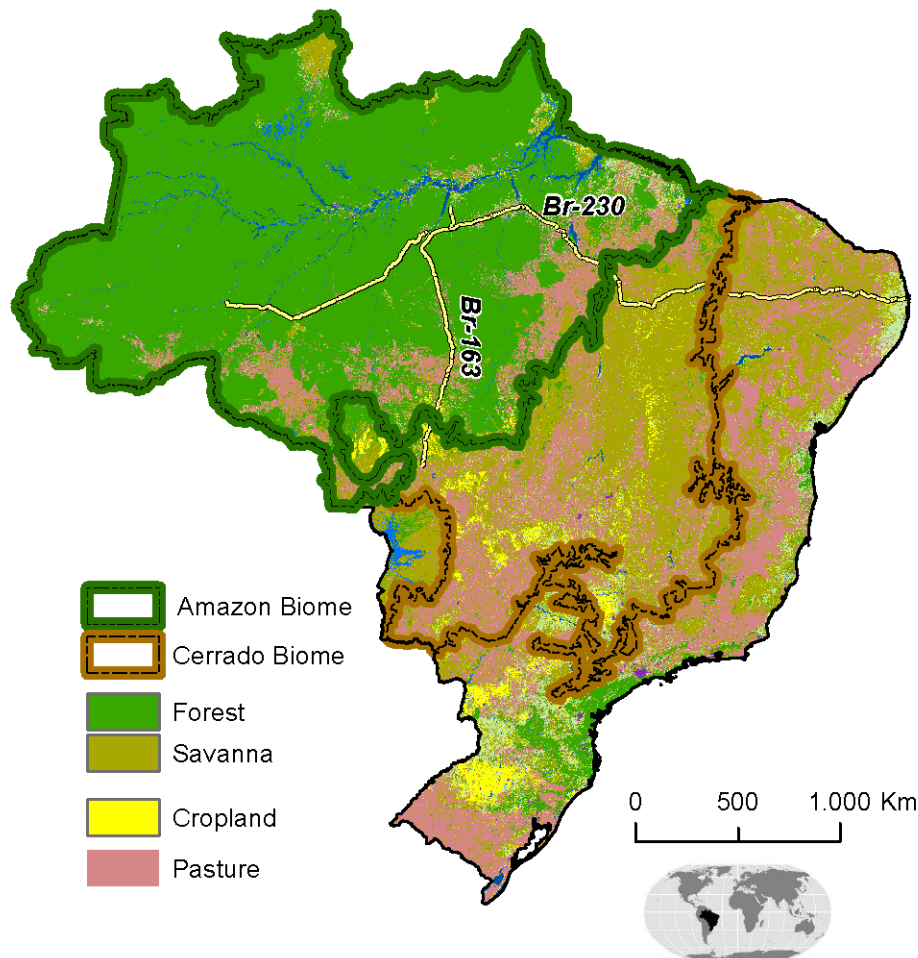 Br-230
Br-163
Amazon Biome
Cerrado Biome
Forest
Savanna
Cropland
Pasture
0 500 1.000 Km